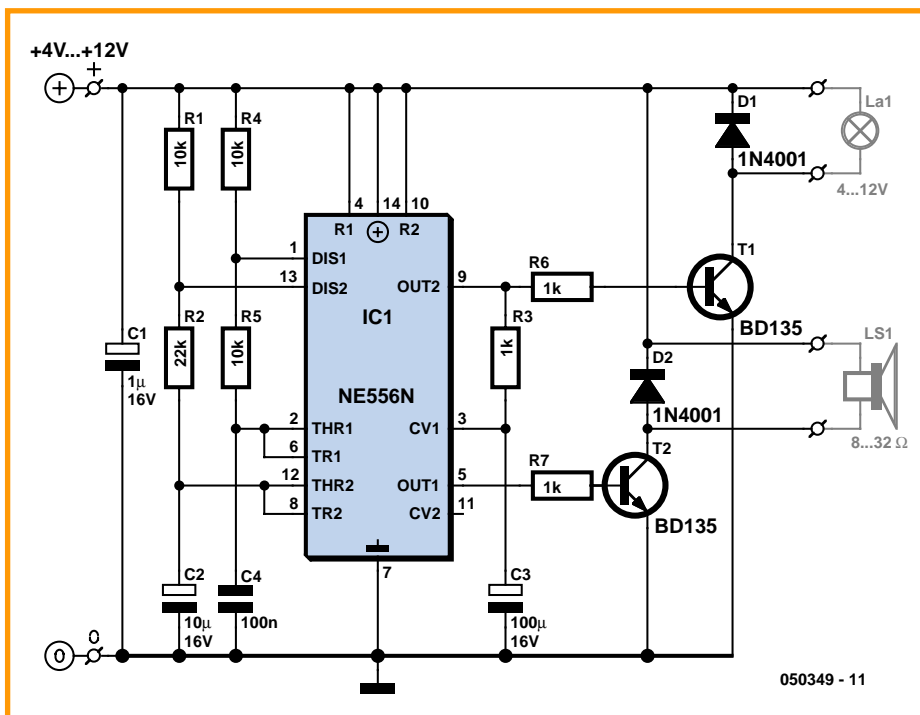 +4V...+12V
+
R1
10k
R4
10k
D1
1N4001
La1
4...12V
4
14
10
R1
R2
1
DIS1
13
DIS2
OUT2
9
IC1
NE556N
R6
1k
T1
BD135
R3
1k
C1
1µ
16V
R2
22k
R5
10k
D2
1N4001
LS1
8...32 Ω
2
THR1
6
TR1
12
THR2
8
TR2
CV1
3
OUT1
5
CV2
11
R7
1k
T2
BD135
7
C2
10µ
16V
C4
100n
C3
100µ
16V
0
0
050349 - 11